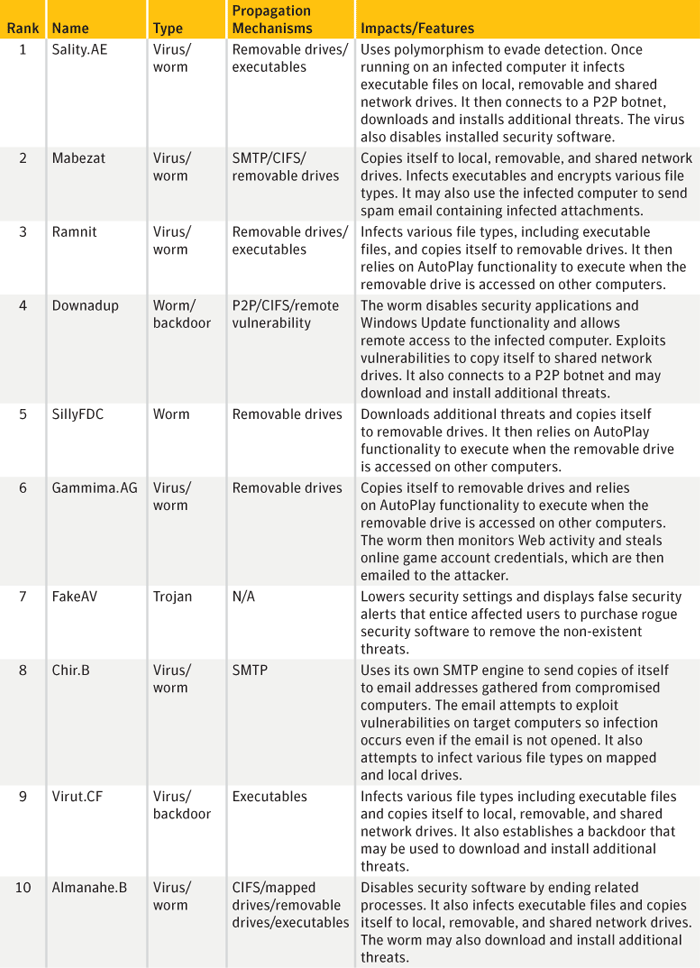 Rank Name Type Propagation Mechanisms Impacts/Features
1 Sality.AE Virus/ Removable drives/ Uses polymorphism to evade detection. Once
worm executables running on an infected computer it infects
executable files on local, removable and shared
network drives. It then connects to a P2P botnet,
downloads and installs additional threats. The virus
also disables installed security software.
2 Mabezat Virus/ SMTP/CIFS/ Copies itself to local, removable, and shared network
worm removable drives drives. Infects executables and encrypts various file
types. It may also use the infected computer to send
spam email containing infected attachments.
3 Ramnit Virus/ Removable drives/ Infects various file types, including executable
worm executables files, and copies itself to removable drives. It then
relies on AutoPlay functionality to execute when the
removable drive is accessed on other computers.
4 Downadup Worm/ P2P/CIFS/remote The worm disables security applications and
backdoor vulnerability Windows Update functionality and allows
remote access to the infected computer. Exploits
vulnerabilities to copy itself to shared network
drives. It also connects to a P2P botnet and may
download and install additional threats.
5 SillyFDC Worm Removable drives Downloads additional threats and copies itself
to removable drives. It then relies on AutoPlay
functionality to execute when the removable drive
is accessed on other computers.
6 Gammima.AG Virus/ Removable drives Copies itself to removable drives and relies
worm on AutoPlay functionality to execute when the
removable drive is accessed on other computers.
The worm then monitors Web activity and steals
online game account credentials, which are then
emailed to the attacker.
7 FakeAV Trojan N/A Lowers security settings and displays false security
alerts that entice affected users to purchase rogue
security software to remove the non-existent
threats.
8 Chir.B Virus/ SMTP Uses its own SMTP engine to send copies of itself
worm to email addresses gathered from compromised
computers. The email attempts to exploit
vulnerabilities on target computers so infection
occurs even if the email is not opened. It also
attempts to infect various file types on mapped
and local drives.
9 Virut.CF Virus/ Executables Infects various file types including executable files
backdoor and copies itself to local, removable, and shared
network drives. It also establishes a backdoor that
may be used to download and install additional
threats.
10 Almanahe.B Virus/ CIFS/mapped Disables security software by ending related
worm drives/removable processes. It also infects executable files and copies
drives/executables itself to local, removable, and shared network drives.
The worm may also download and install additional
threats.